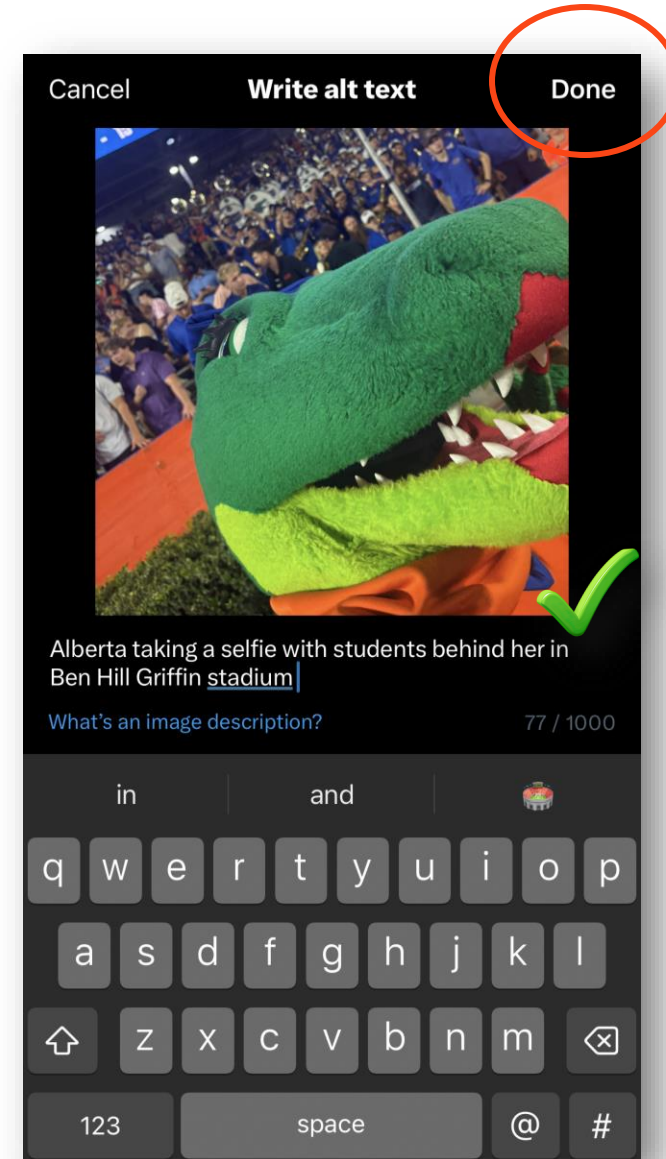 Cancel Write alt text Done
Alberta taking a selfie with students behind her in
Ben Hill Griffin stadium
What's an image description? 77 / 1000
in and
q w e r t y u i o p
a s d f g h j k l
z x c v b n m
123 space @ #